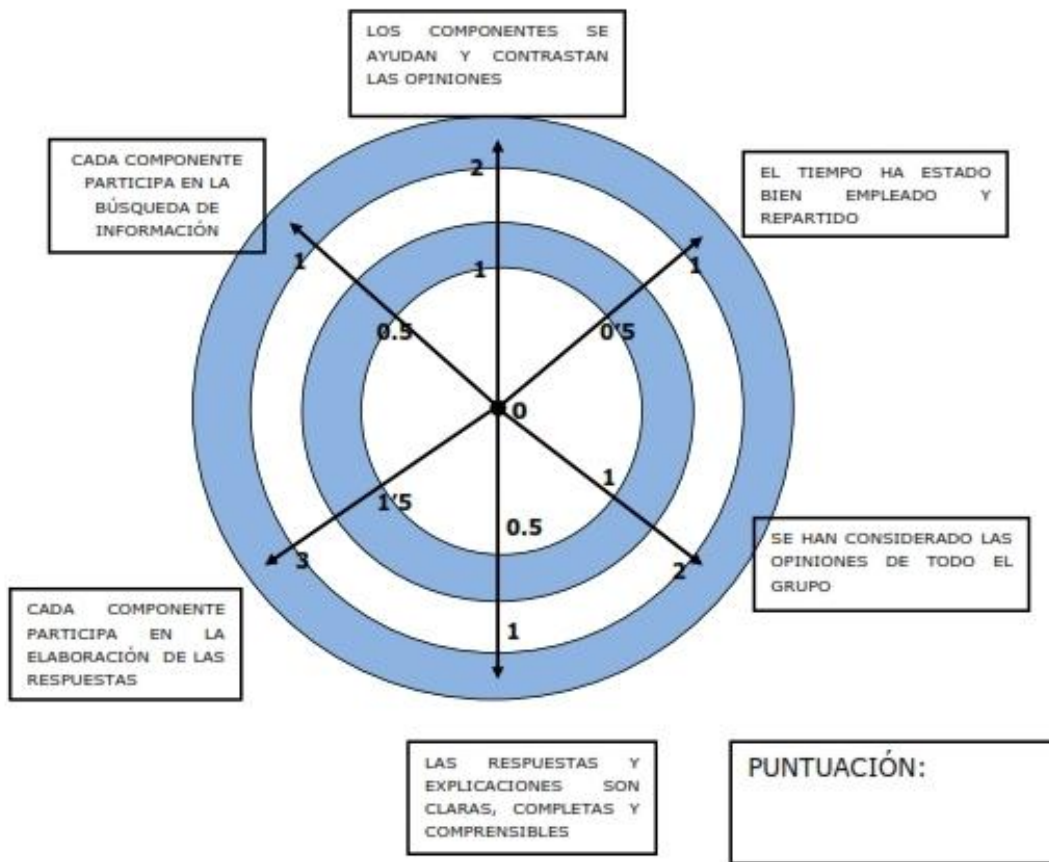 LOS COMPONENTES SE
AYUDAN Y CONTRASTAN
LAS OPINIONES
CADA COMPONENTE
PARTICIPA EN LA
BÚSQUEDA DE
INFORMACIÓN
EL TIEMPO HA ESTADO
BIEN EMPLEADO Y
REPARTIDO
2
1
1
1
0.5
0'5
0
1
1'5
0.5
3
2
1
SE HAN CONSIDERADO LAS
OPINIONES DE TODO EL
GRUPO
CADA COMPONENTE
PARTICIPA EN LA
ELABORACIÓN DE LAS
RESPUESTAS
LAS RESPUESTAS Y
EXPLICACIONES SON
CLARAS, COMPLETAS Y
COMPRENSIBLES
PUNTUACIÓN: